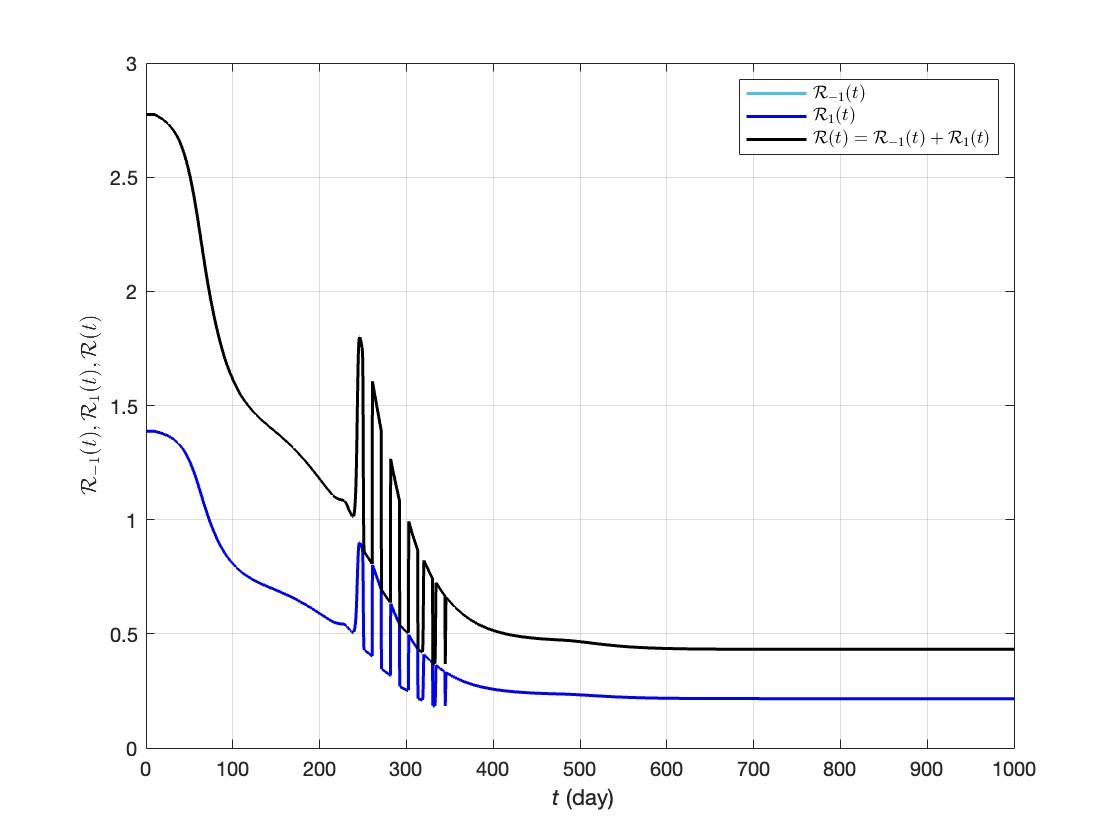 3
2.5
2
1.5
1
0.5
0
0 100 200 300 400 500 600 700 800 900 1000
t (day)
ℛ₋₁(t), ℛ₁(t), ℛ(t)
ℛ₋₁(t)
ℛ₁(t)
ℛ(t) = ℛ₋₁(t) + ℛ₁(t)